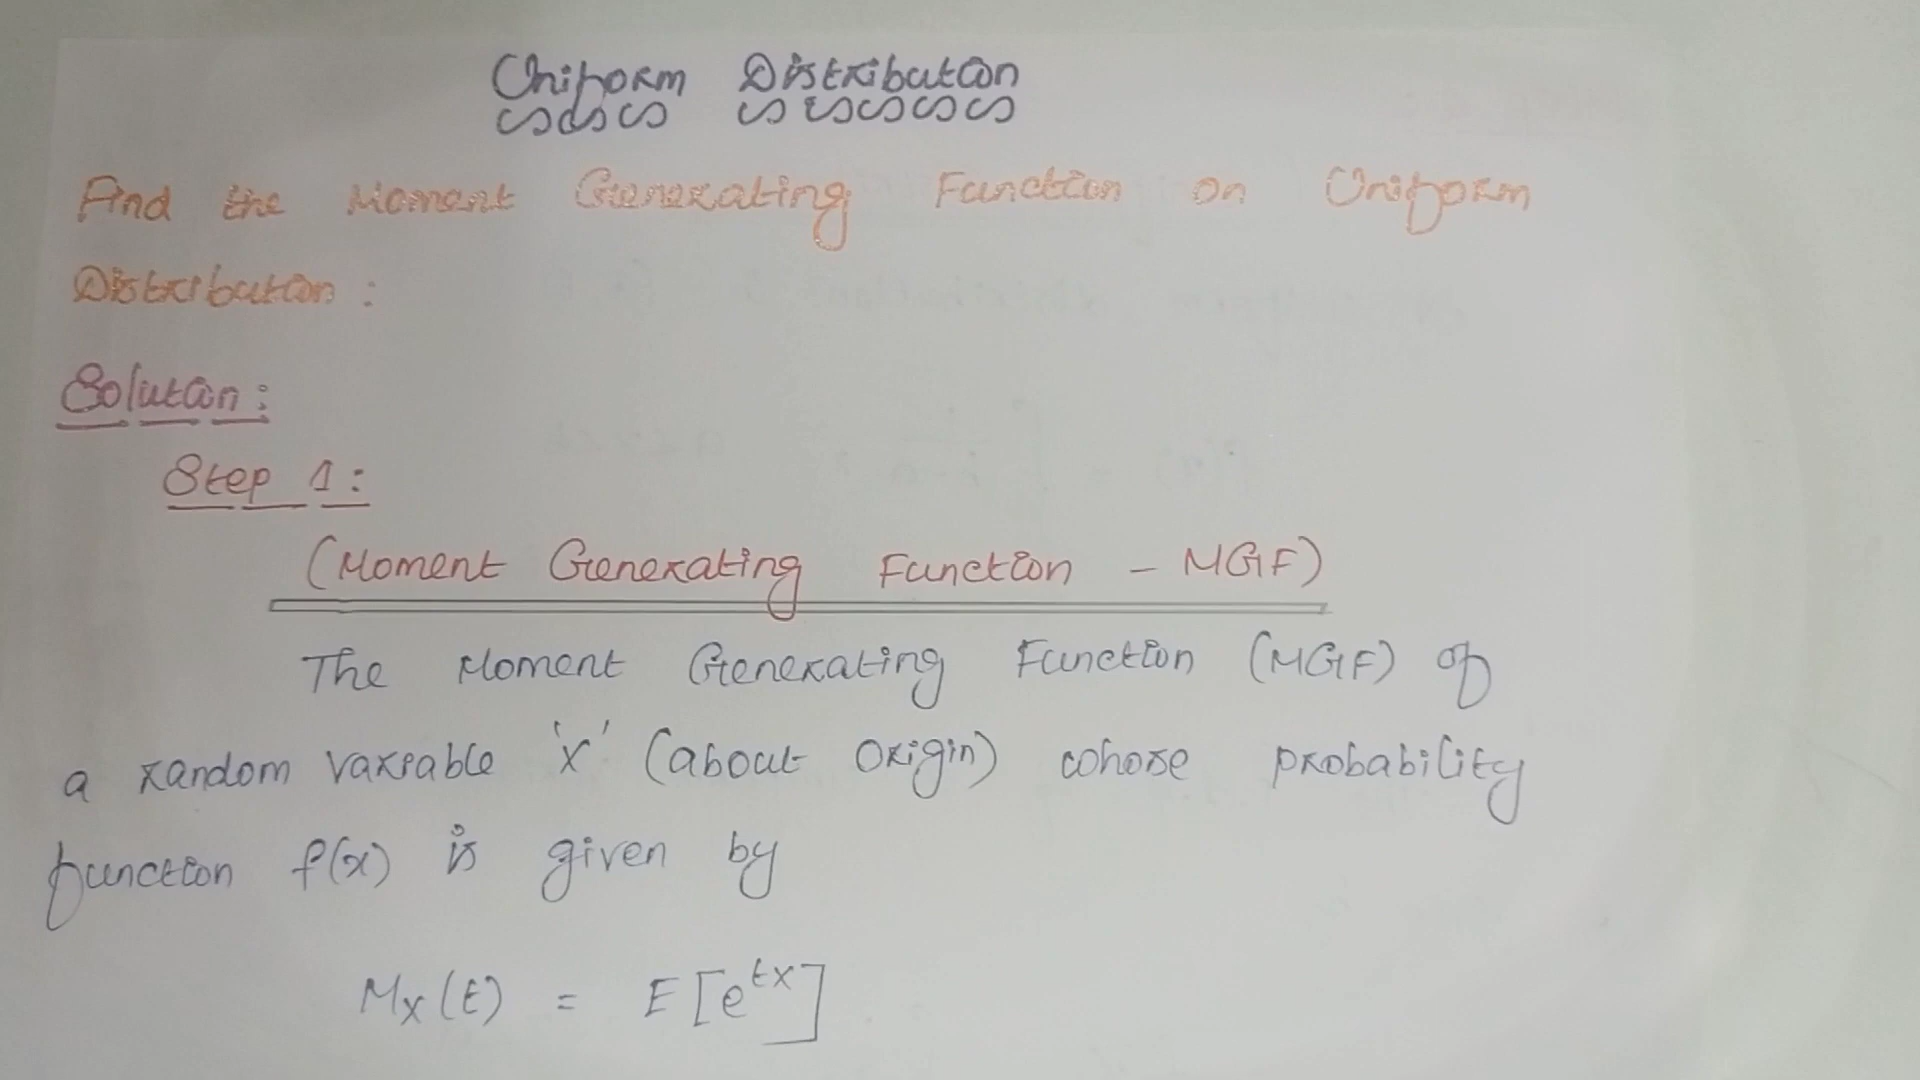 Uniform Distribution
Find the Moment Generating Function on Uniform
Distribution :
Solution :
Step 1 :
(Moment Generating Function - MGF)
The Moment Generating Function (MGF) of
a random variable 'x' (about origin) whose probability
function f(x) is given by
Mx(t) = E[e^tx]